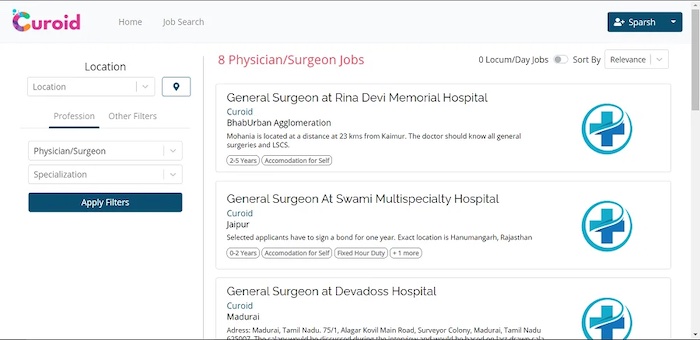 Curoid
Home
Job Search
Sparsh
Location
Location
Profession
Other Filters
Physician/Surgeon
Specialization
Apply Filters
8 Physician/Surgeon Jobs
0 Locum/Day Jobs
Sort By
Relevance
General Surgeon at Rina Devi Memorial Hospital
Curoid
BhabUrban Agglomeration
Mohania is located at a distance at 23 kms from Kaimur. The doctor should know all general
surgeries and LSCS.
2-5 Years
Accomodation for Self
General Surgeon At Swami Multispecialty Hospital
Curoid
Jaipur
Selected applicants have to sign a bond for one year. Exact location is Hanumangarh, Rajasthan
0-2 Years
Accomodation for Self
Fixed Hour Duty
+ 1 more
General Surgeon at Devadoss Hospital
Curoid
Madurai
Adress: Madurai, Tamil Nadu. 75/1, Alagar Kovil Main Road, Surveyor Colony, Madurai, Tamil Nadu
625007. The salary would be discussed during the interview and would be based on last drawn sala